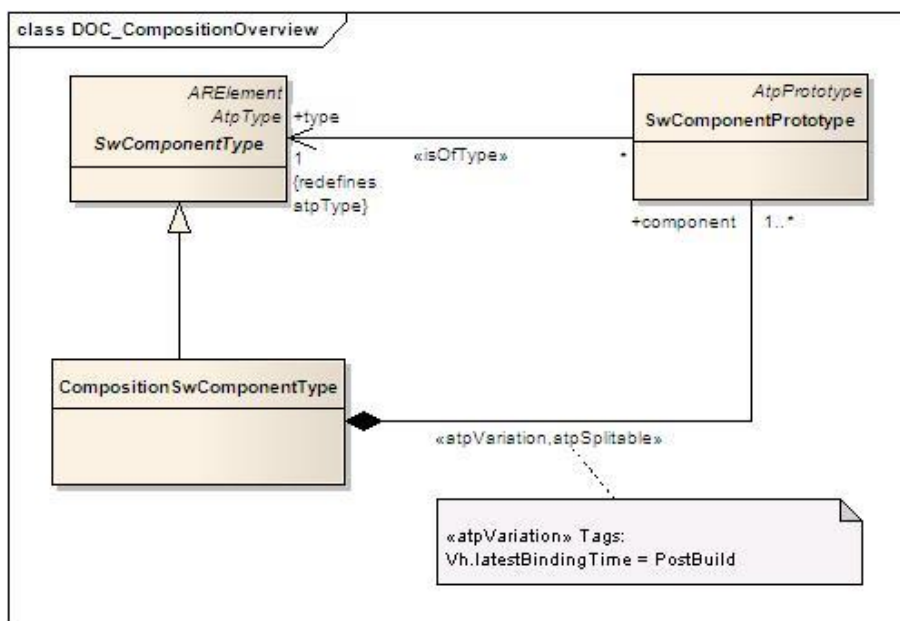 class DOC_CompositionOverview
ARElement
AtpType
SwComponentType
+type
1
{redefines
atpType}
«isOfType»
*
AtpPrototype
SwComponentPrototype
+component
1..*
CompositionSwComponentType
«atpVariation,atpSplitable»
«atpVariation» Tags:
Vh.latestBindingTime = PostBuild